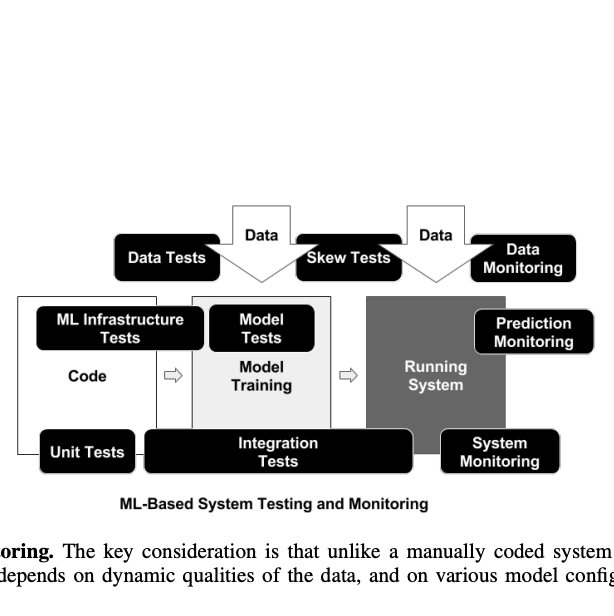 Data
Data
Data Tests
Skew Tests
Data
Monitoring
ML Infrastructure
Tests
Model
Tests
Prediction
Monitoring
Code
Model
Training
Running
System
Unit Tests
Integration
Tests
System
Monitoring
ML-Based System Testing and Monitoring
oring. The key consideration is that unlike a manually coded system
depends on dynamic qualities of the data, and on various model config